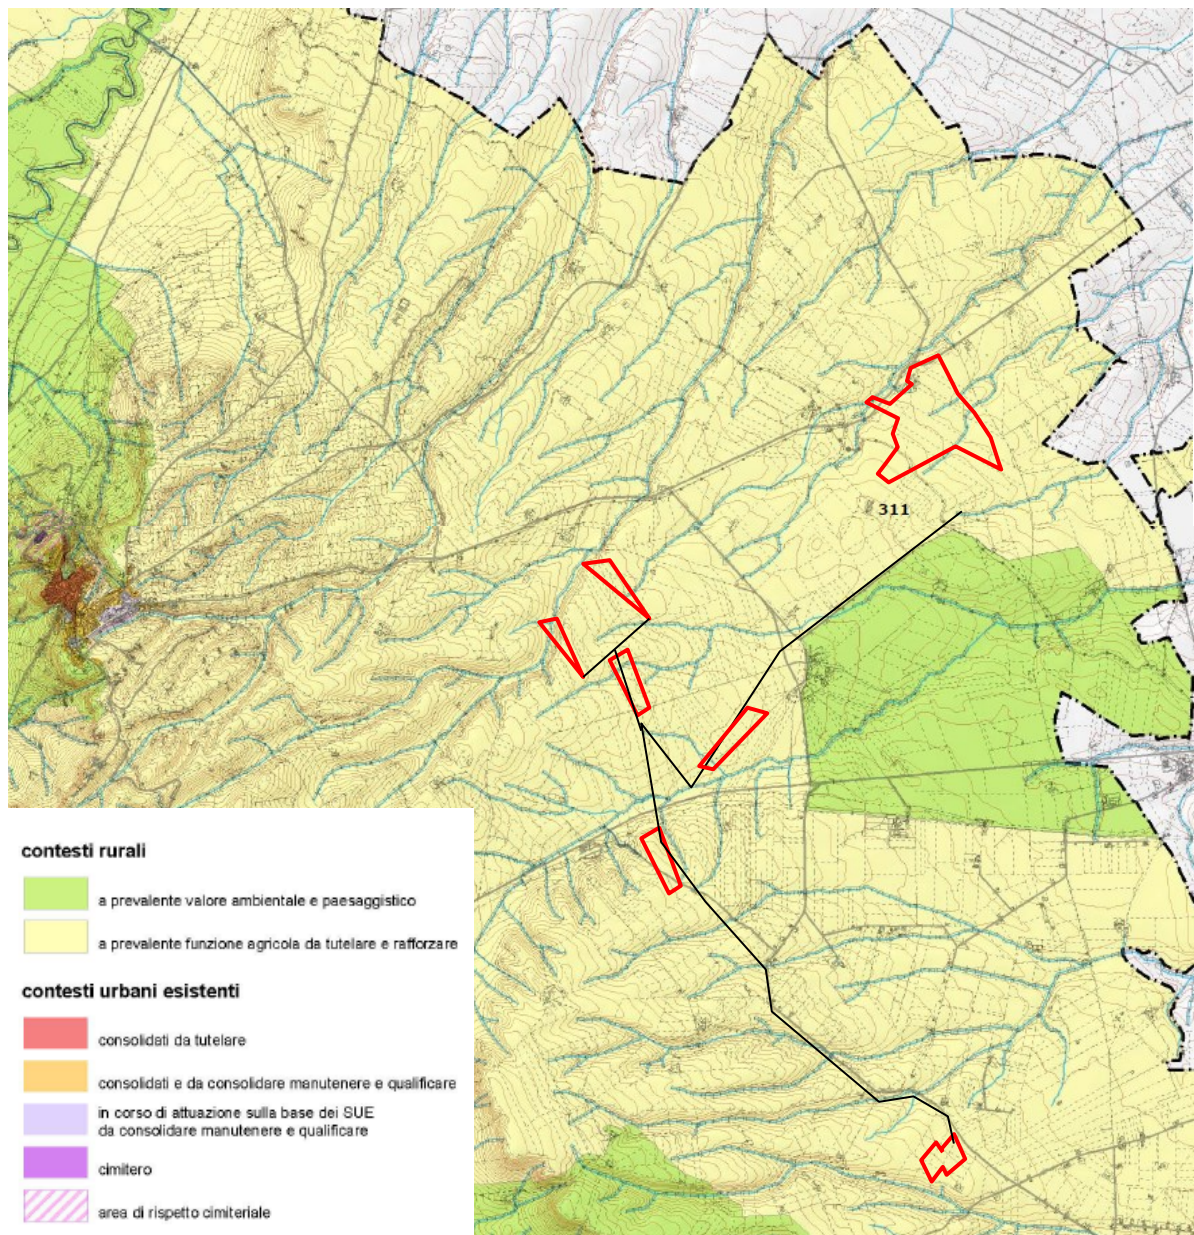 311
contesti rurali
a prevalente valore ambientale e paesaggistico
a prevalente funzione agricola da tutelare e rafforzare
contesti urbani esistenti
consolidati da tutelare
consolidati e da consolidare manutenere e qualificare
in corso di attuazione sulla base dei SUE
da consolidare manutenere e qualificare
cimitero
area di rispetto cimiteriale